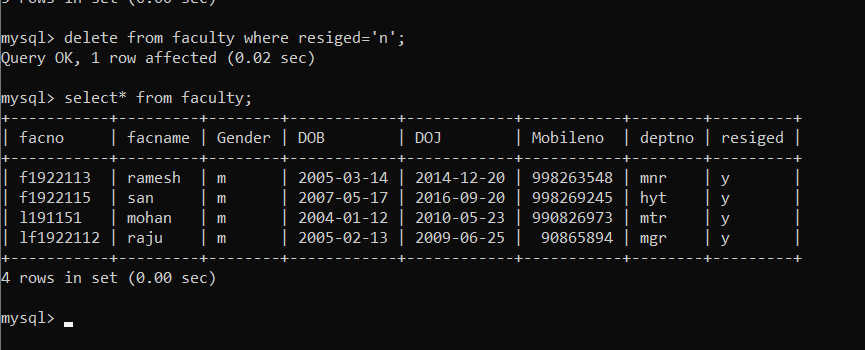 9 rows in set (0.00 sec)
mysql> delete from faculty where resiged='n';
Query OK, 1 row affected (0.02 sec)
mysql> select* from faculty;
+-----------+---------+--------+------------+------------+-----------+--------+---------+
| facno     | facname | Gender | DOB        | DOJ        | Mobileno  | deptno | resiged |
+-----------+---------+--------+------------+------------+-----------+--------+---------+
| f1922113  | ramesh  | m      | 2005-03-14 | 2014-12-20 | 998263548 | mnr    | y       |
| f1922115  | san     | m      | 2007-05-17 | 2016-09-20 | 998269245 | hyt    | y       |
| l191151   | mohan   | m      | 2004-01-12 | 2010-05-23 | 990826973 | mtr    | y       |
| lf1922112 | raju    | m      | 2005-02-13 | 2009-06-25 |  90865894 | mgr    | y       |
+-----------+---------+--------+------------+------------+-----------+--------+---------+
4 rows in set (0.00 sec)
mysql>